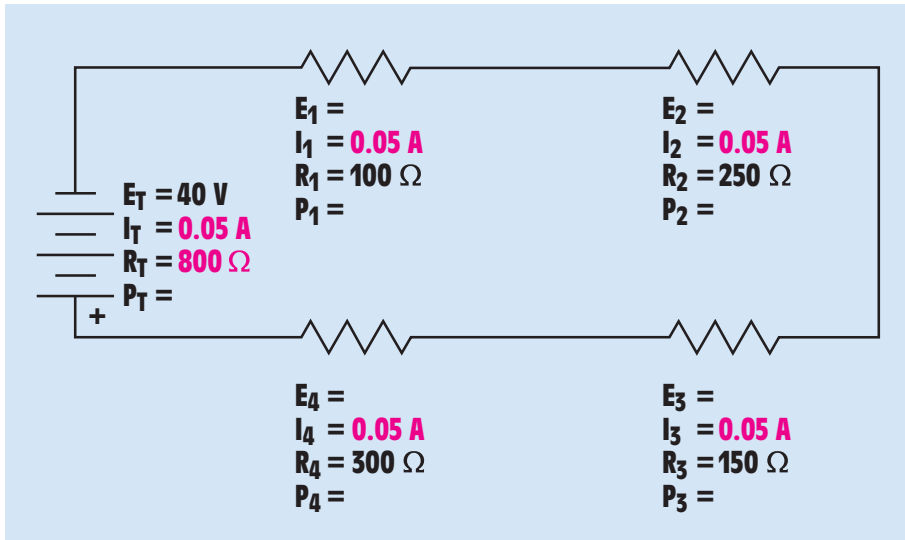 E1 =
I1 = 0.05 A
R1 = 100 Ω
P1 =
E2 =
I2 = 0.05 A
R2 = 250 Ω
P2 =
ET = 40 V
IT = 0.05 A
RT = 800 Ω
PT =
+
E4 =
I4 = 0.05 A
R4 = 300 Ω
P4 =
E3 =
I3 = 0.05 A
R3 = 150 Ω
P3 =